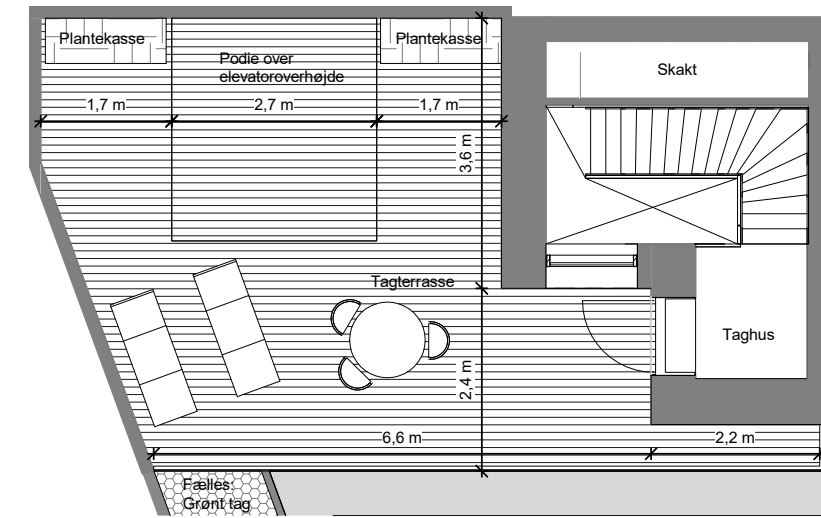 Plantekasse
Podie over
elevatoroverhøjde
Plantekasse
Skakt
1,7 m
2,7 m
1,7 m
3,6 m
Tagterrasse
Taghus
2,4 m
6,6 m
2,2 m
Fælles:
Grønt tag